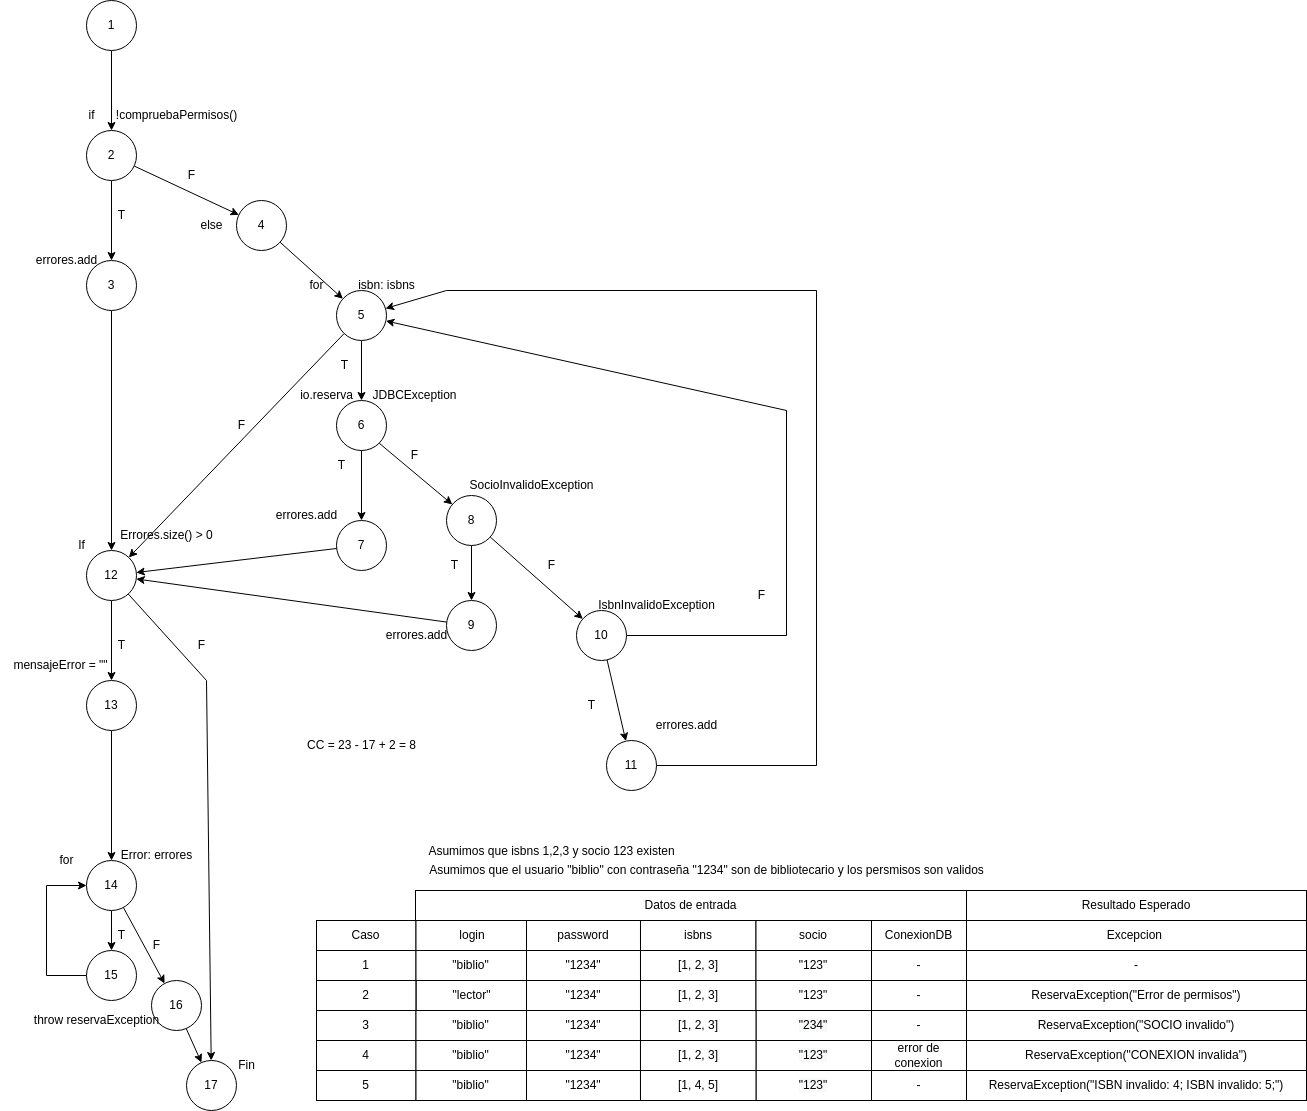 1
if !compruebaPermisos()
2
F
T
else 4
errores.add
3
for isbn: isbns
5
T
io.reserva JDBCException
F
6
T
F
SocioInvalidoException
errores.add
8
If Errores.size() > 0
7
12
T
F
F
IsbnInvalidoException
errores.add 9
10
T
F
mensajeError = ""
13
T
errores.add
CC = 23 - 17 + 2 = 8
11
for Error: errores
14
T
F
15
16
throw reservaException
Fin
17
Asumimos que isbns 1,2,3 y socio 123 existen
Asumimos que el usuario "biblio" con contraseña "1234" son de bibliotecario y los persmisos son validos
Datos de entrada Resultado Esperado
Caso login password isbns socio ConexionDB Excepcion
1 "biblio" "1234" [1, 2, 3] "123" - -
2 "lector" "1234" [1, 2, 3] "123" - ReservaException("Error de permisos")
3 "biblio" "1234" [1, 2, 3] "234" - ReservaException("SOCIO invalido")
4 "biblio" "1234" [1, 2, 3] "123" error de conexion ReservaException("CONEXION invalida")
5 "biblio" "1234" [1, 4, 5] "123" - ReservaException("ISBN invalido: 4; ISBN invalido: 5;")